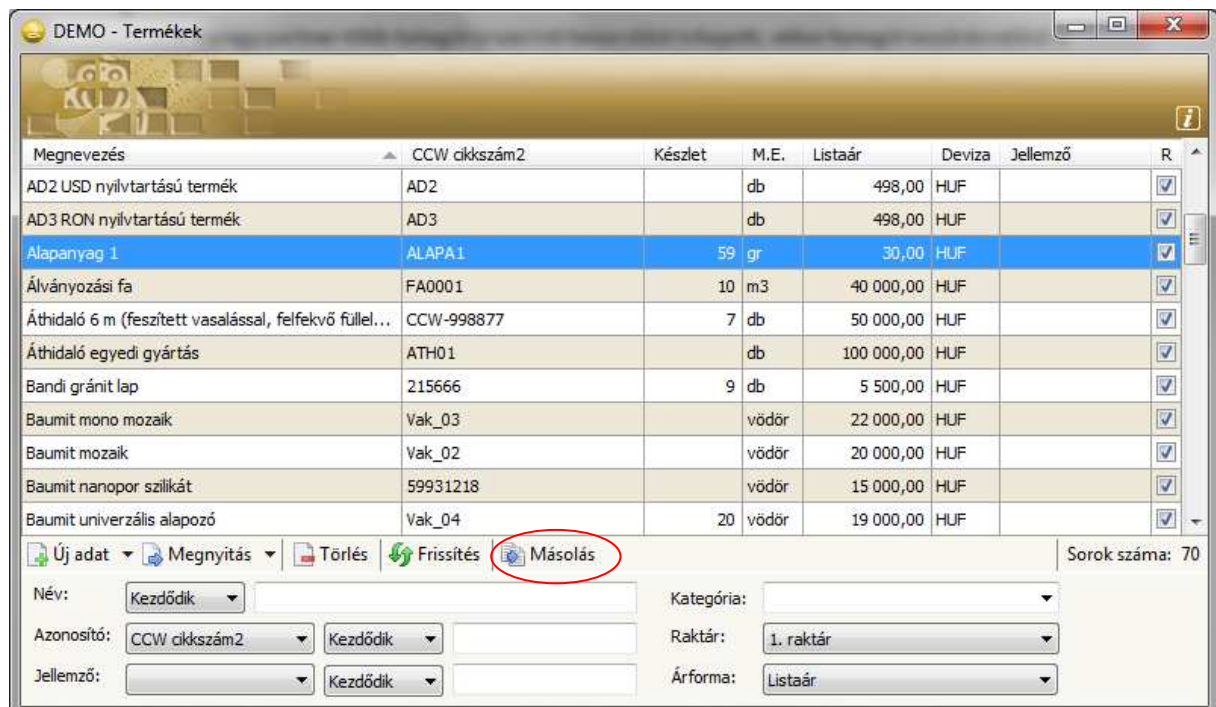 DEMO - Termékek
Megnevezés CCW cikkszám2 Készlet M.E. Listaár Deviza Jellemző R
AD2 USD nyilvtartású termék AD2 db 498,00 HUF
AD3 RON nyilvtartású termék AD3 db 498,00 HUF
Alapanyag 1 ALAPA1 59 gr 30,00 HUF
Álványozási fa FA0001 10 m3 40 000,00 HUF
Áthidaló 6 m (feszített vasalással, felfekvő füllel... CCW-998877 7 db 50 000,00 HUF
Áthidaló egyedi gyártás ATH01 db 100 000,00 HUF
Bandi gránit lap 215666 9 db 5 500,00 HUF
Baumit mono mozaik Vak_03 vödör 22 000,00 HUF
Baumit mozaik Vak_02 vödör 20 000,00 HUF
Baumit nanopor szilikát 59931218 vödör 15 000,00 HUF
Baumit univerzális alapozó Vak_04 20 vödör 19 000,00 HUF
Új adat Megnyitás Törlés Frissítés Másolás Sorok száma: 70
Név: Kezdődik Kategória:
Azonosító: CCW cikkszám2 Kezdődik Raktár: 1. raktár
Jellemző: Kezdődik Árforma: Listaár